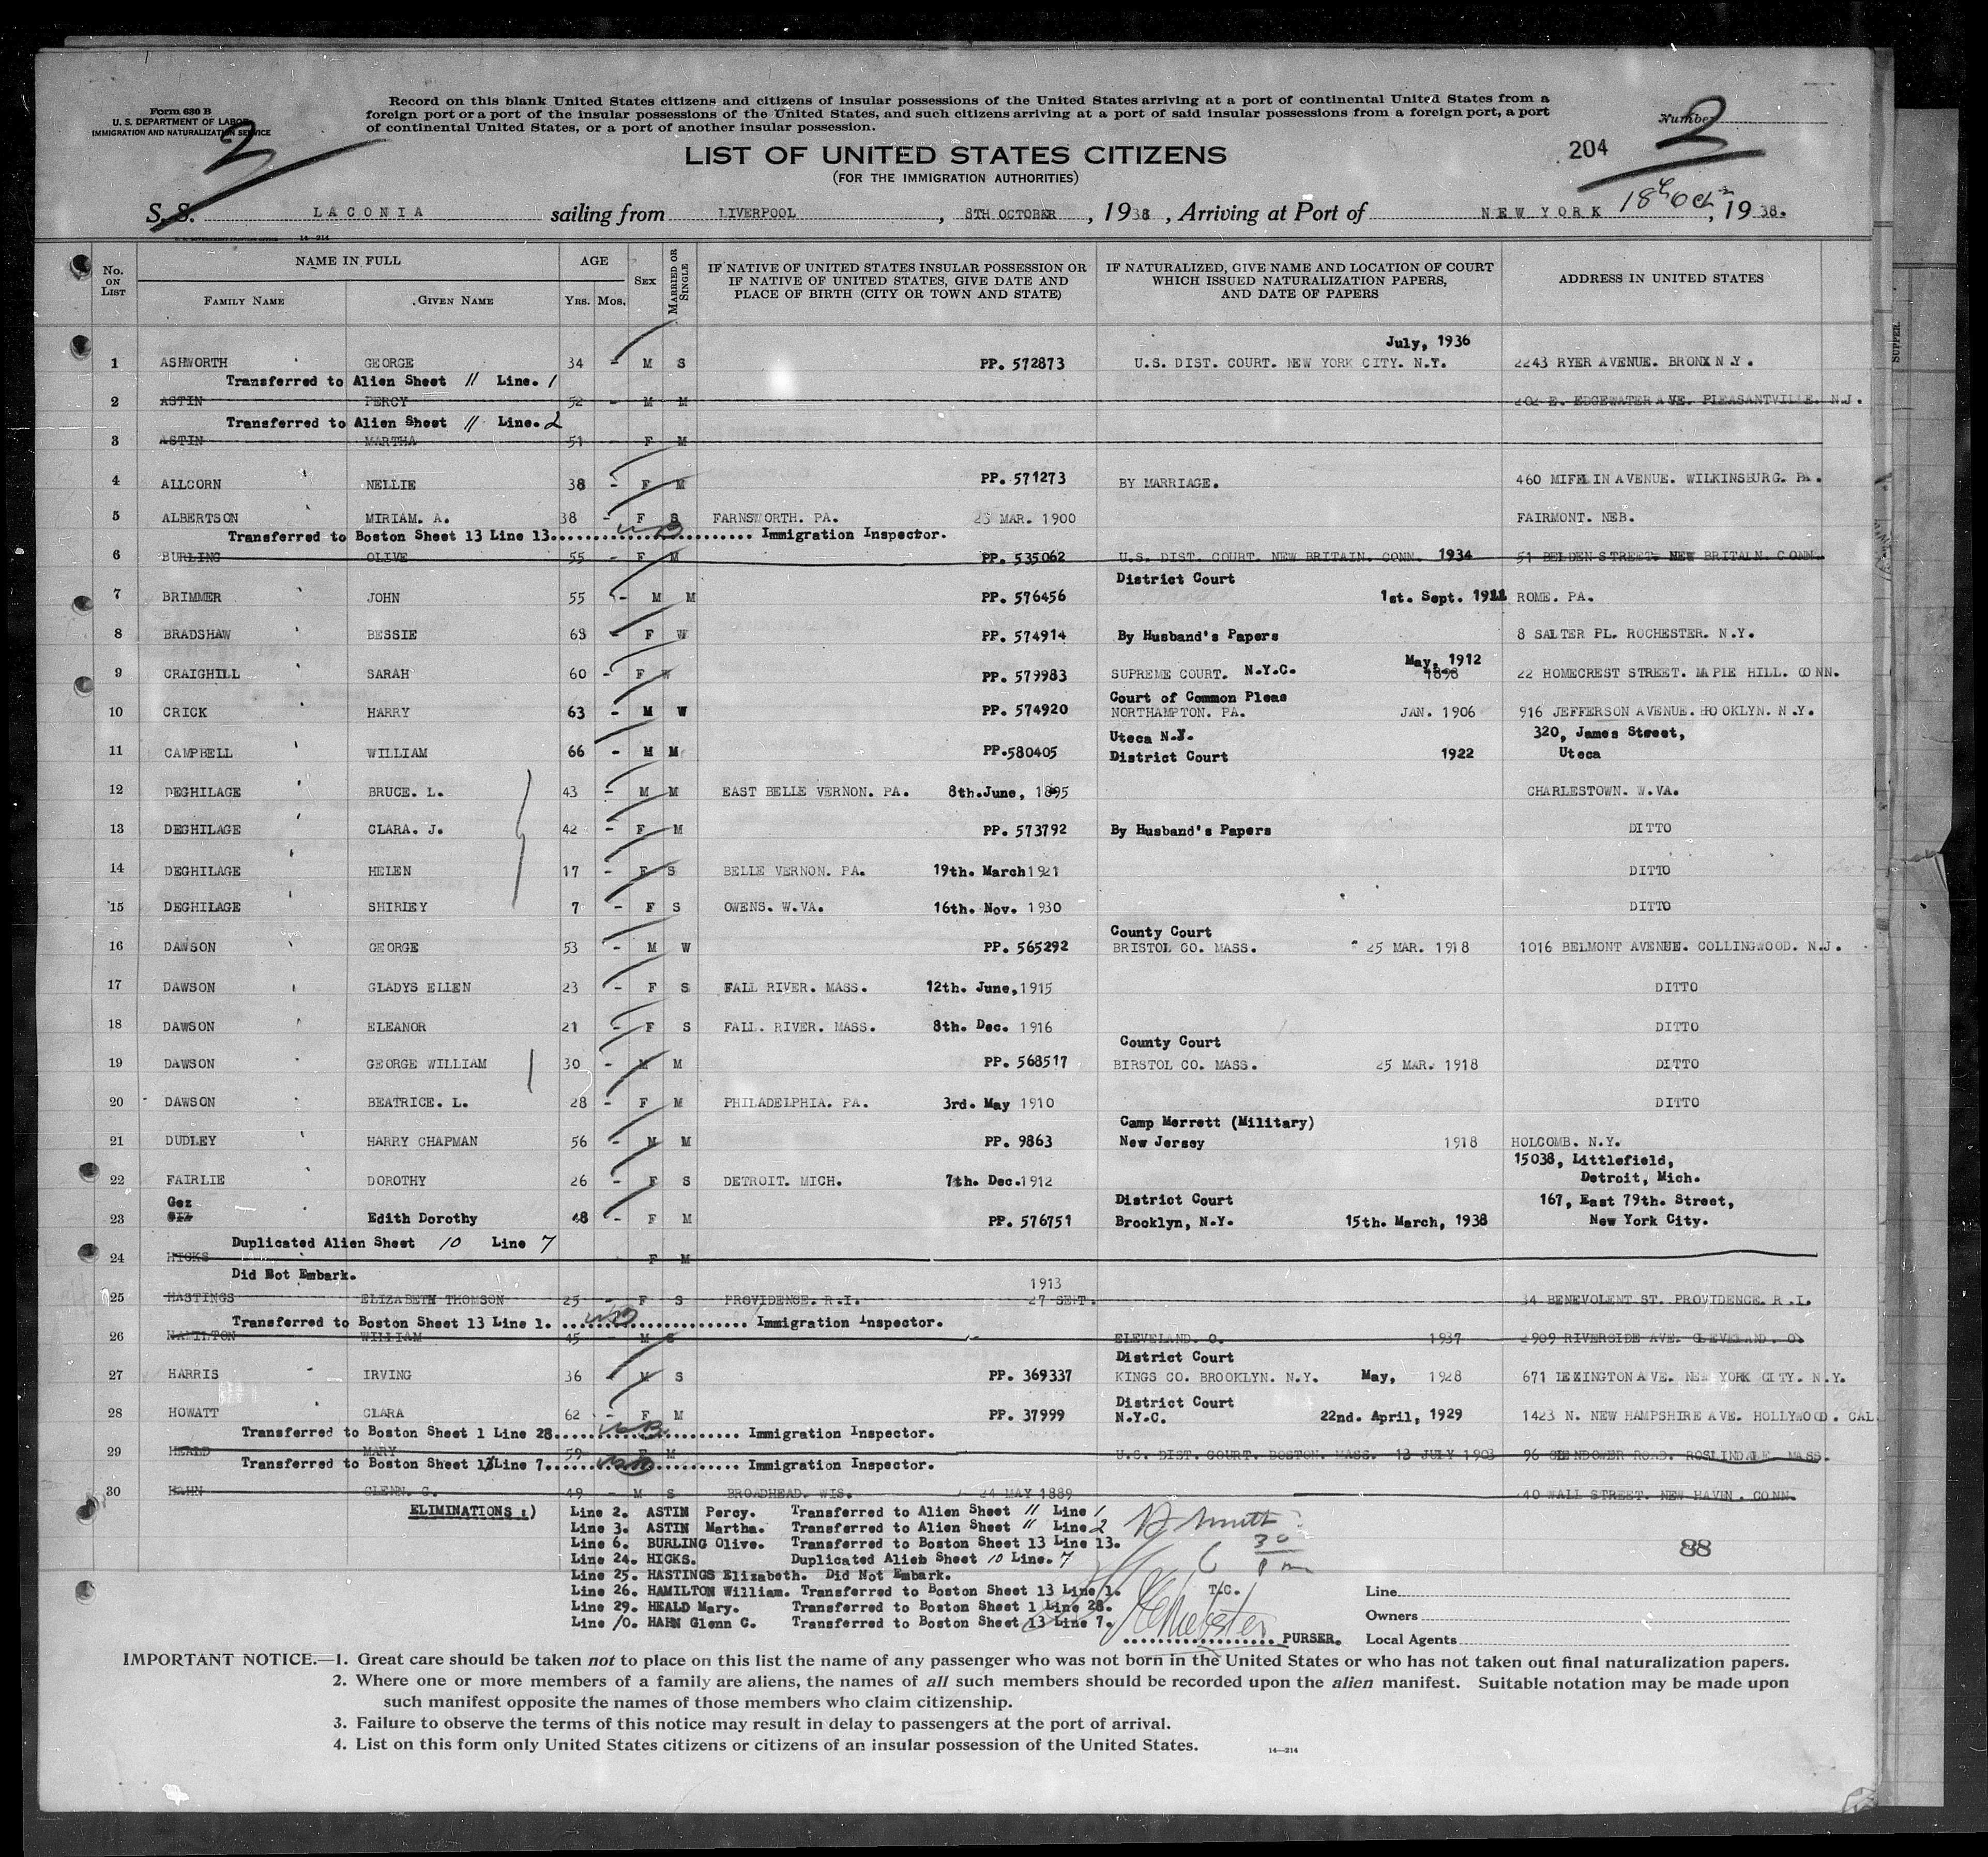 Form 630 B
U. S. DEPARTMENT OF LABOR
IMMIGRATION AND NATURALIZATION SERVICE
2
Record on this blank United States citizens and citizens of insular possessions of the United States arriving at a port of continental United States from a
foreign port or a port of the insular possessions of the United States, and such citizens arriving at a port of said insular possessions from a foreign port, a port
of continental United States, or a port of another insular possession.
Number 2
204
LIST OF UNITED STATES CITIZENS
(FOR THE IMMIGRATION AUTHORITIES)
S. S. LACONIA sailing from LIVERPOOL, 8TH OCTOBER, 1938, Arriving at Port of NEW YORK 18th Oct, 1938.
14-214
No. ON LIST NAME IN FULL AGE SEX MARRIED OR SINGLE IF NATIVE OF UNITED STATES INSULAR POSSESSION OR IF NATIVE OF UNITED STATES, GIVE DATE AND PLACE OF BIRTH (CITY OR TOWN AND STATE) IF NATURALIZED, GIVE NAME AND LOCATION OF COURT WHICH ISSUED NATURALIZATION PAPERS, AND DATE OF PAPERS ADDRESS IN UNITED STATES
FAMILY NAME GIVEN NAME YRS. MOS.
SUPPER.
July, 1936
1 ASHWORTH GEORGE 34 - M S PP. 572873 U.S. DIST. COURT. NEW YORK CITY. N.Y. 2243 RYER AVENUE. BRONX N.Y.
Transferred to Alien Sheet 11 Line. 1
2 ASTIN PERCY 52 - M M 202 E. EDGEWATER AVE. PLEASANTVILLE. N.J.
Transferred to Alien Sheet 11 Line. 2
3 ASTIN MARTHA 51 - F M
4 ALLCORN NELLIE 38 - F M PP. 571273 BY MARRIAGE. 460 MIFFLIN AVENUE. WILKINSBURG. PA.
5 ALBERTSON MIRIAM. A. 38 - F S FARNSWORTH. PA. 23 MAR. 1900 FAIRMONT. NEB.
Transferred to Boston Sheet 13 Line 13. Immigration Inspector.
6 BURLING OLIVE 55 - F M PP. 535062 U.S. DIST. COURT. NEW BRITAIN. CONN. 1934 51 BELDEN STREET. NEW BRITAIN. CONN.
District Court
7 BRIMMER JOHN 55 - M M PP. 576456 1st. Sept. 1911 ROME. PA.
8 BRADSHAW BESSIE 63 - F W PP. 574914 By Husband's Papers 8 SALTER PL. ROCHESTER. N.Y.
May, 1912
9 CRAIGHILL SARAH 60 - F W PP. 579983 SUPREME COURT. N.Y.C. 1898 22 HOMECREST STREET. MAPLE HILL. CONN.
Court of Common Pleas
10 CRICK HARRY 63 - M W PP. 574920 NORTHAMPTON. PA. JAN. 1906 916 JEFFERSON AVENUE. BROOKLYN. N.Y.
Uteca N.Y. 320, James Street,
11 CAMPBELL WILLIAM 66 - M M PP.580405 District Court 1922 Uteca
12 DEGHILAGE BRUCE. L. 43 - M M EAST BELLE VERNON. PA. 8th.June, 1895 CHARLESTOWN. W.VA.
13 DEGHILAGE CLARA. J. 42 - F M PP. 573792 By Husband's Papers DITTO
14 DEGHILAGE HELEN 17 - F S BELLE VERNON. PA. 19th. March 1921 DITTO
15 DEGHILAGE SHIRLEY 7 - F S OWENS. W.VA. 16th. Nov. 1930 DITTO
County Court
16 DAWSON GEORGE 53 - M W PP. 565292 BRISTOL CO. MASS. 25 MAR. 1918 1016 BELMONT AVENUE. COLLINGWOOD. N.J.
17 DAWSON GLADYS ELLEN 23 - F S FALL RIVER. MASS. 12th. June, 1915 DITTO
18 DAWSON ELEANOR 21 - F S FALL. RIVER. MASS. 8th. Dec. 1916 DITTO
County Court
19 DAWSON GEORGE WILLIAM 30 - M M PP. 568517 BIRSTOL CO. MASS. 25 MAR. 1918 DITTO
20 DAWSON BEATRICE. L. 28 - F M PHILADELPHIA. PA. 3rd. May 1910 DITTO
Camp Merrett (Military)
21 DUDLEY HARRY CHAPMAN 56 - M M PP. 9863 New Jersey 1918 HOLCOMB. N.Y.
15038, Littlefield,
22 FAIRLIE DOROTHY 26 - F S DETROIT. MICH. 7th. Dec. 1912 Detroit, Mich.
Gez District Court 167, East 79th. Street,
23 Edith Dorothy 48 - F M PP. 576751 Brooklyn, N.Y. 15th. March, 1938 New York City.
Duplicated Alien Sheet 10 Line 7
24 HICKS F M
Did Not Embark. 1913
25 HASTINGS ELIZABETH THOMSON 25 - F S PROVIDENCE. R.I. 27 SEPT. 34 BENEVOLENT ST. PROVIDENCE. R.I.
Transferred to Boston Sheet 13 Line 1. Immigration Inspector.
26 HAMILTON WILLIAM 45 - M S CLEVELAND. O. 1937 2909 RIVERSIDE AVE. CLEVELAND. O.
District Court
27 HARRIS IRVING 36 - M S PP. 369337 KINGS CO. BROOKLYN. N.Y. May, 1928 671 LEXINGTON AVE. NEW YORK CITY. N.Y.
District Court
28 HOWATT CLARA 62 - F M PP. 37999 N.Y.C. 22nd. April, 1929 1423 N. NEW HAMPSHIRE AVE. HOLLYWOOD. CAL
Transferred to Boston Sheet 1 Line 28. Immigration Inspector.
29 HEALD MARY 59 - F M U.S. DIST. COURT. BOSTON. MASS. 13 JULY 1903 96 GLENDOWER ROAD. ROSLINDALE MASS.
Transferred to Boston Sheet 13 Line 7. Immigration Inspector.
30 HAHN GLENN. C. 49 - M S BROADHEAD. WIS. 24 MAY 1889 40 WALL STREET. NEW HAVEN. CONN.
ELIMINATIONS :) Line 2. ASTIN Percy. Transferred to Alien Sheet 11 Line 1
Line 3. ASTIN Martha. Transferred to Alien Sheet 11 Line 2
Line 6. BURLING Olive. Transferred to Boston Sheet 13 Line 13.
Line 24. HICKS. Duplicated Alieb Sheet 10 Line. 7
Line 25. HASTINGS Elizabeth. Did Not Embark.
Line 26. HAMILTON William. Transferred to Boston Sheet 13 Line 1.
Line 29. HEALD Mary. Transferred to Boston Sheet 1 Line 28.
Line 10. HAHN Glenn C. Transferred to Boston Sheet 13 Line 7.
30
88
T.C.
PURSER.
Line
Owners
Local Agents
IMPORTANT NOTICE.—1. Great care should be taken not to place on this list the name of any passenger who was not born in the United States or who has not taken out final naturalization papers.
2. Where one or more members of a family are aliens, the names of all such members should be recorded upon the alien manifest. Suitable notation may be made upon
such manifest opposite the names of those members who claim citizenship.
3. Failure to observe the terms of this notice may result in delay to passengers at the port of arrival.
4. List on this form only United States citizens or citizens of an insular possession of the United States.
14—214